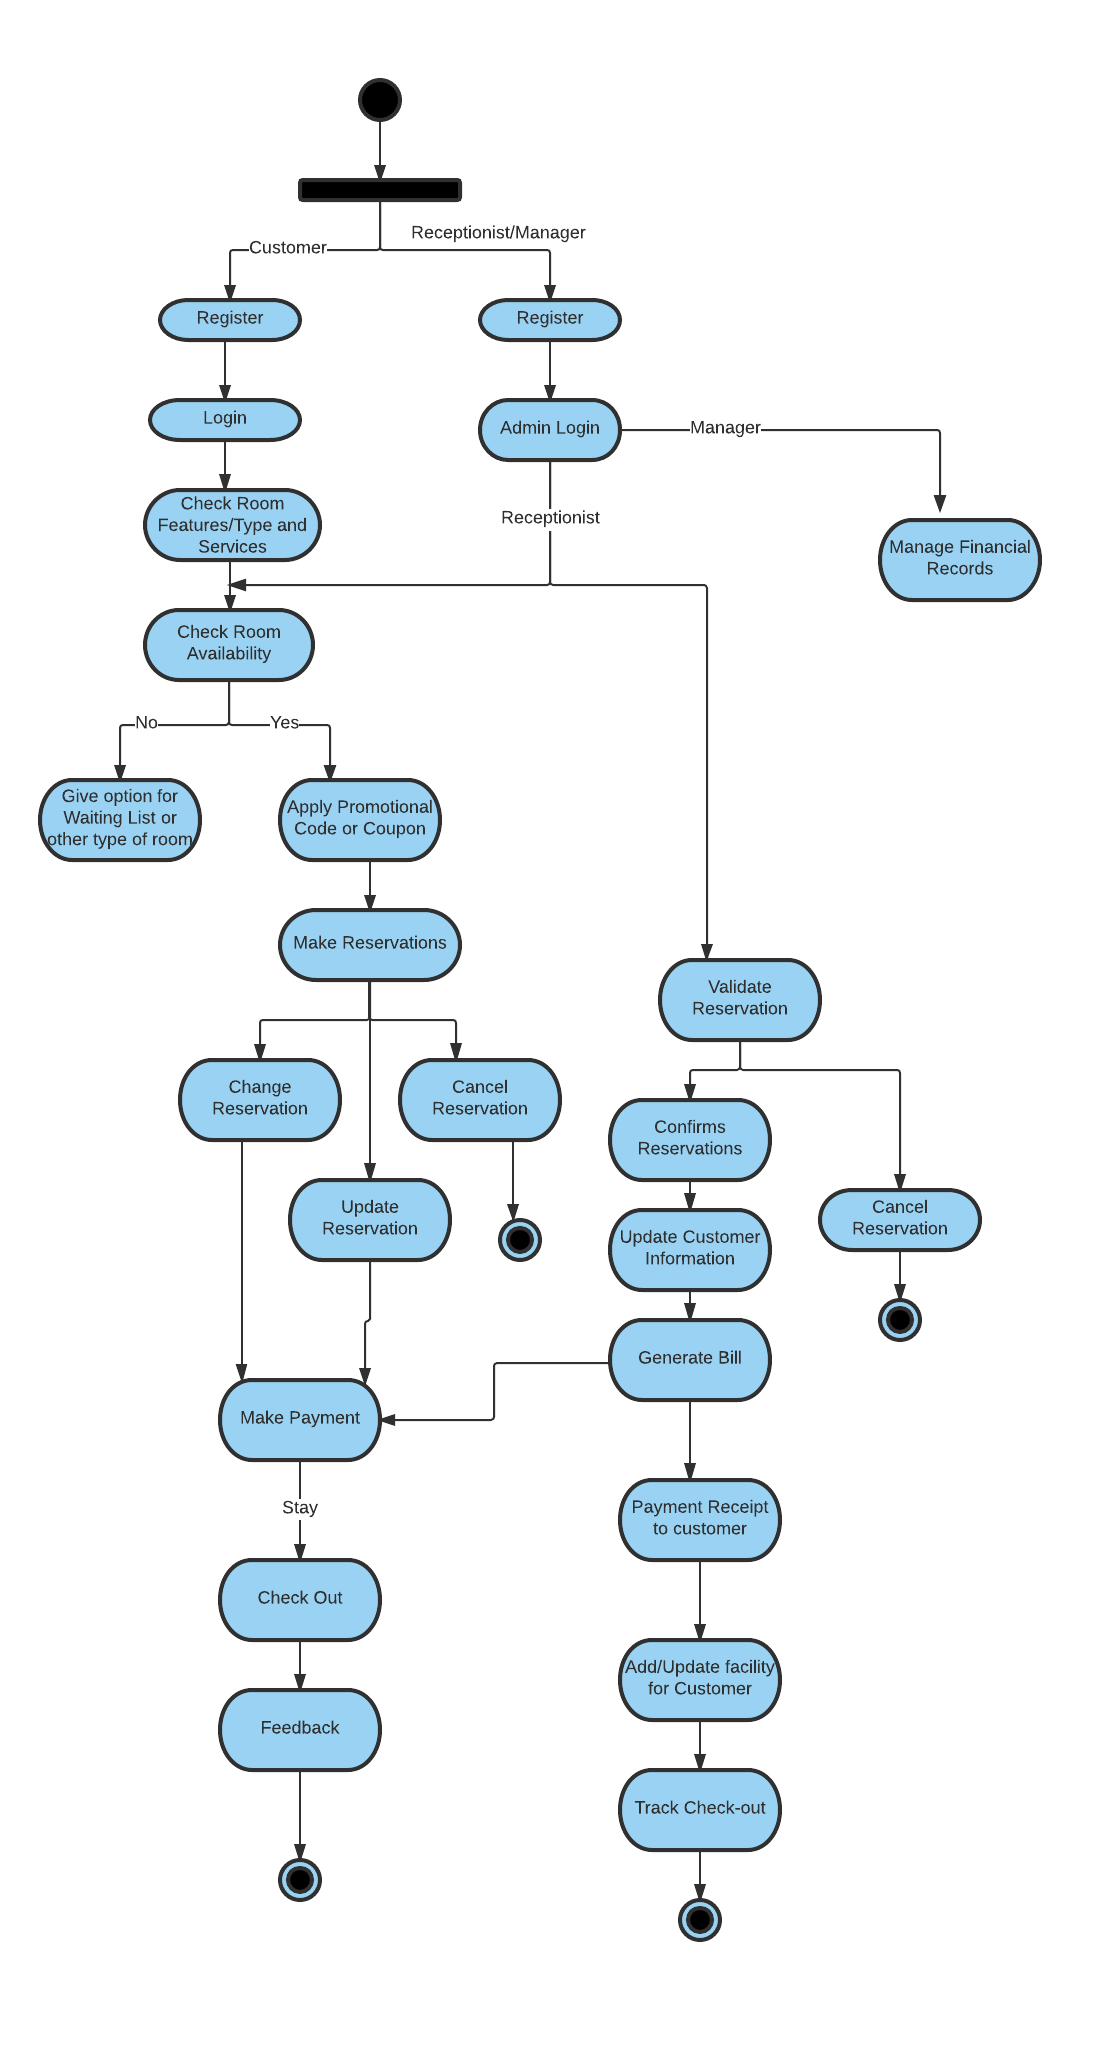 Receptionist/Manager
Customer
Register
Register
Login
Admin Login
Manager
Check Room
Features/Type and
Services
Receptionist
Manage Financial
Records
Check Room
Availability
No
Yes
Give option for
Waiting List or
other type of room
Apply Promotional
Code or Coupon
Make Reservations
Validate
Reservation
Change
Reservation
Cancel
Reservation
Confirms
Reservations
Update
Reservation
Cancel
Reservation
Update Customer
Information
Generate Bill
Make Payment
Stay
Payment Receipt
to customer
Check Out
Add/Update facility
for Customer
Feedback
Track Check-out